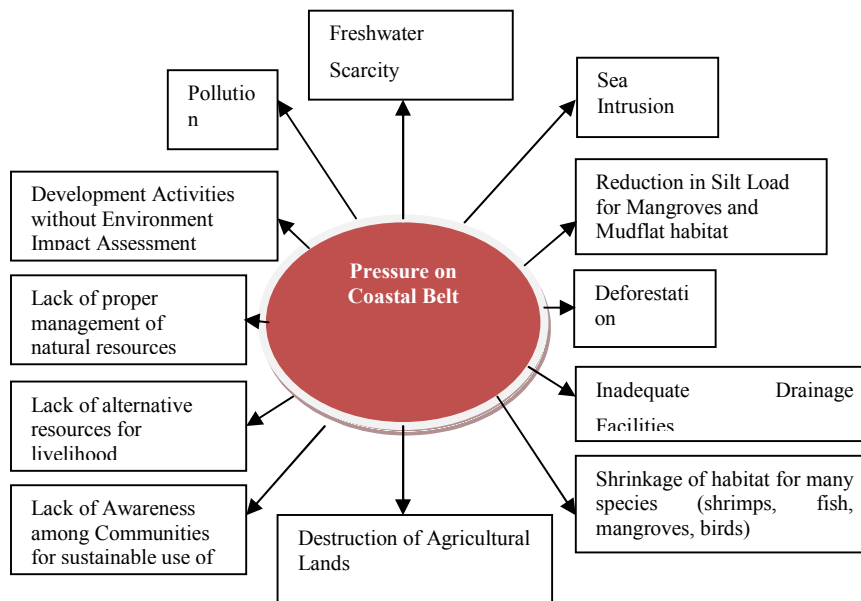 Freshwater
Scarcity
Pollutio
n
Sea
Intrusion
Development Activities
without Environment
Impact Assessment
Reduction in Silt Load
for Mangroves and
Mudflat habitat
Pressure on
Coastal Belt
Lack of proper
management of
natural resources
Deforestati
on
Lack of alternative
resources for
livelihood
Inadequate Drainage
Facilities
Lack of Awareness
among Communities
for sustainable use of
Destruction of Agricultural
Lands
Shrinkage of habitat for many
species (shrimps, fish,
mangroves, birds)